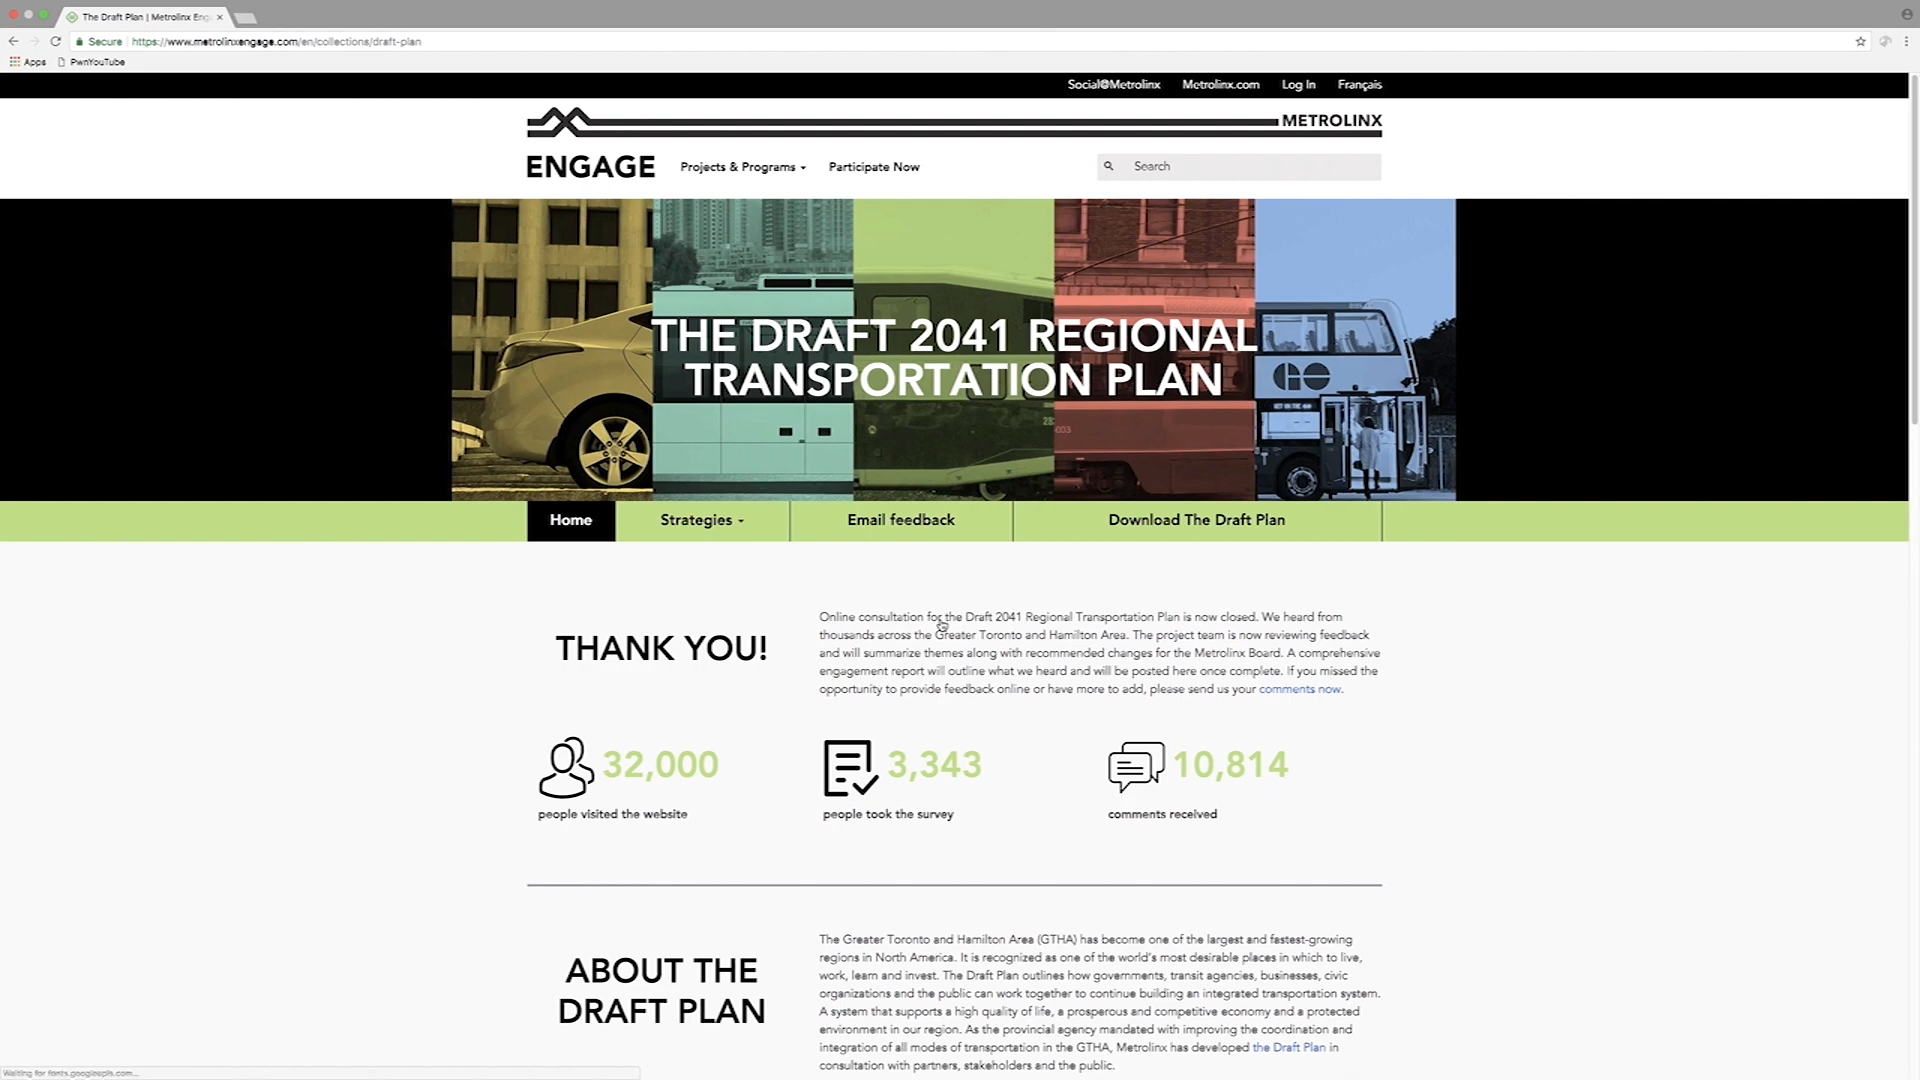 The Draft Plan | Metrolinx Eng
Secure https://www.metrolinxengage.com/en/collections/draft-plan
Apps PwnYouTube
Social@Metrolinx Metrolinx.com Log In Français
METROLINX
ENGAGE Projects & Programs Participate Now Search
THE DRAFT 2041 REGIONAL
TRANSPORTATION PLAN
GO
Home Strategies Email feedback Download The Draft Plan
THANK YOU!
Online consultation for the Draft 2041 Regional Transportation Plan is now closed. We heard from
thousands across the Greater Toronto and Hamilton Area. The project team is now reviewing feedback
and will summarize themes along with recommended changes for the Metrolinx Board. A comprehensive
engagement report will outline what we heard and will be posted here once complete. If you missed the
opportunity to provide feedback online or have more to add, please send us your comments now.
32,000 3,343 10,814
people visited the website people took the survey comments received
ABOUT THE
DRAFT PLAN
The Greater Toronto and Hamilton Area (GTHA) has become one of the largest and fastest-growing
regions in North America. It is recognized as one of the world's most desirable places in which to live,
work, learn and invest. The Draft Plan outlines how governments, transit agencies, businesses, civic
organizations and the public can work together to continue building an integrated transportation system.
A system that supports a high quality of life, a prosperous and competitive economy and a protected
environment in our region. As the provincial agency mandated with improving the coordination and
integration of all modes of transportation in the GTHA, Metrolinx has developed the Draft Plan in
consultation with partners, stakeholders and the public.
Waiting for fonts.googleapis.com...